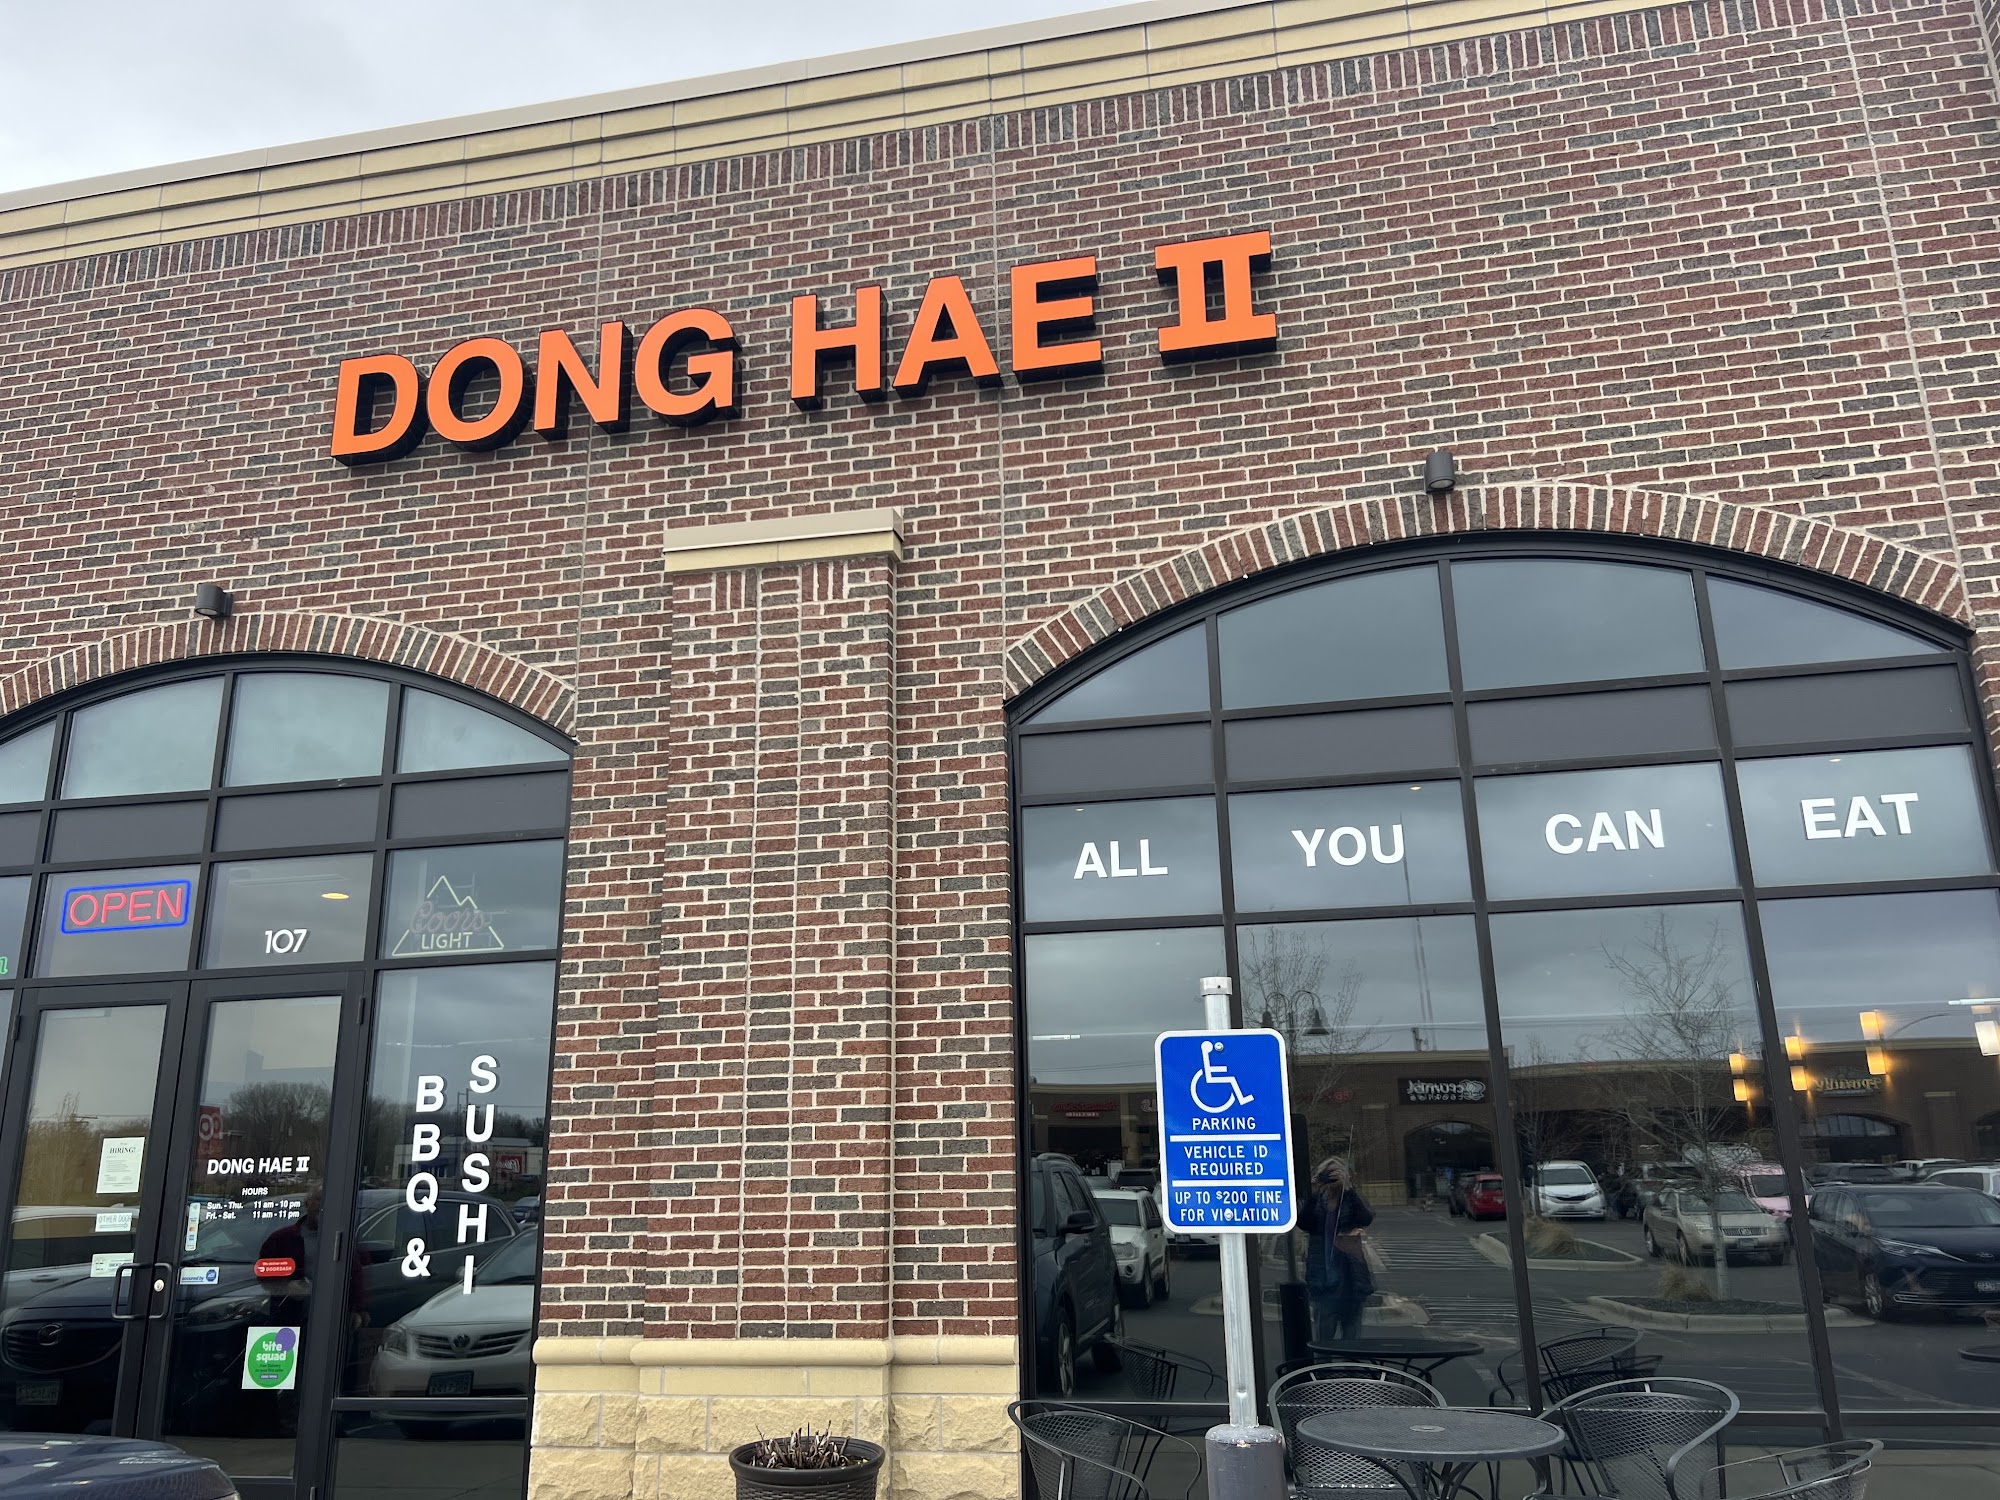 DONG HAE II
ALL YOU CAN EAT
OPEN
107
Coors
LIGHT
BBQ &
SUSHI
HIRING!
DONG HAE II
HOURS
Sun. - Thu. 11 am - 10 pm
Fri. - Sat. 11 am - 11 pm
DOORDASH
bite
squad
PARKING
VEHICLE ID
REQUIRED
UP TO $200 FINE
FOR VIOLATION